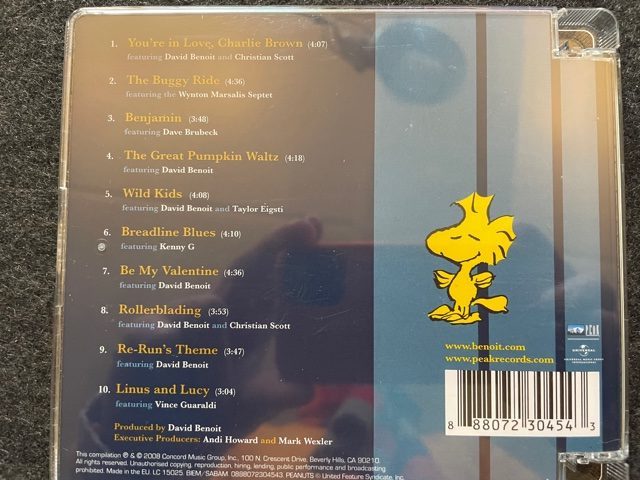 1. You're in Love, Charlie Brown (4:07)
featuring David Benoit and Christian Scott
2. The Buggy Ride (4:36)
featuring the Wynton Marsalis Septet
3. Benjamin (3:48)
featuring Dave Brubeck
4. The Great Pumpkin Waltz (4:18)
featuring David Benoit
5. Wild Kids (4:08)
featuring David Benoit and Taylor Eigsti
6. Breadline Blues (4:10)
℗ featuring Kenny G
7. Be My Valentine (4:36)
featuring David Benoit
8. Rollerblading (3:53)
featuring David Benoit and Christian Scott
9. Re-Run's Theme (3:47)
featuring David Benoit
10. Linus and Lucy (3:04)
featuring Vince Guaraldi
Produced by David Benoit
Executive Producers: Andi Howard and Mark Wexler
This compilation ℗ & © 2008 Concord Music Group, Inc., 100 N. Crescent Drive, Beverly Hills, CA 90210.
All rights reserved. Unauthorised copying, reproduction, hiring, lending, public performance and broadcasting
prohibited. Made in the EU. LC 15025. BIEM/SABAM. 0888072304543. PEANUTS © United Feature Syndicate, Inc.
www.benoit.com
www.peakrecords.com
PEAK
UNIVERSAL
UNIVERSAL MUSIC GROUP
INTERNATIONAL
8 88072 30454 3